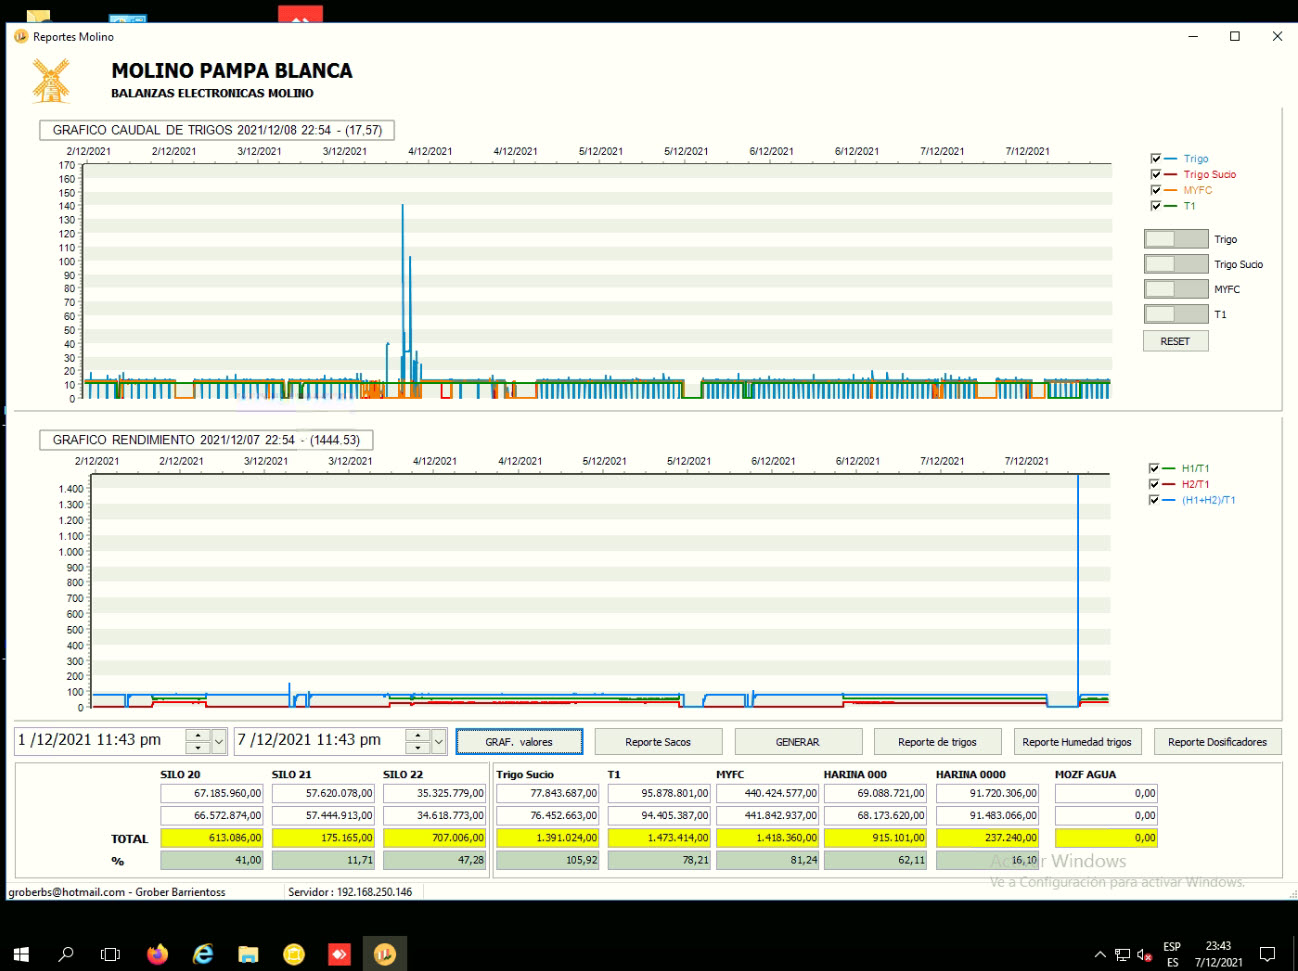 Reportes Molino
MOLINO PAMPA BLANCA
BALANZAS ELECTRONICAS MOLINO
GRAFICO CAUDAL DE TRIGOS 2021/12/08 22:54 - (17,57)
2/12/2021 2/12/2021 3/12/2021 3/12/2021 4/12/2021 4/12/2021 5/12/2021 5/12/2021 6/12/2021 6/12/2021 7/12/2021 7/12/2021
170
160
150
140
130
120
110
100
90
80
70
60
50
40
30
20
10
0
Trigo
Trigo Sucio
MYFC
T1
Trigo
Trigo Sucio
MYFC
T1
RESET
GRAFICO RENDIMIENTO 2021/12/07 22:54 - (1444.53)
2/12/2021 2/12/2021 3/12/2021 3/12/2021 4/12/2021 4/12/2021 5/12/2021 5/12/2021 6/12/2021 6/12/2021 7/12/2021 7/12/2021
1.400
1.300
1.200
1.100
1.000
900
800
700
600
500
400
300
200
100
0
H1/T1
H2/T1
(H1+H2)/T1
1 /12/2021 11:43 pm 7 /12/2021 11:43 pm GRAF. valores Reporte Sacos GENERAR Reporte de trigos Reporte Humedad trigos Reporte Dosificadores
SILO 20 SILO 21 SILO 22 Trigo Sucio T1 MYFC HARINA 000 HARINA 0000 MOZF AGUA
67.185.960,00 57.620.078,00 35.325.779,00 77.843.687,00 95.878.801,00 440.424.577,00 69.088.721,00 91.720.306,00 0,00
66.572.874,00 57.444.913,00 34.618.773,00 76.452.663,00 94.405.387,00 441.842.937,00 68.173.620,00 91.483.066,00 0,00
TOTAL 613.086,00 175.165,00 707.006,00 1.391.024,00 1.473.414,00 1.418.360,00 915.101,00 237.240,00 0,00
% 41,00 11,71 47,28 105,92 78,21 81,24 62,11 16,10
Activar Windows
Ve a Configuración para activar Windows.
groberbs@hotmail.com - Grober Barrientoss Servidor : 192.168.250.146
ESP
ES
23:43
7/12/2021